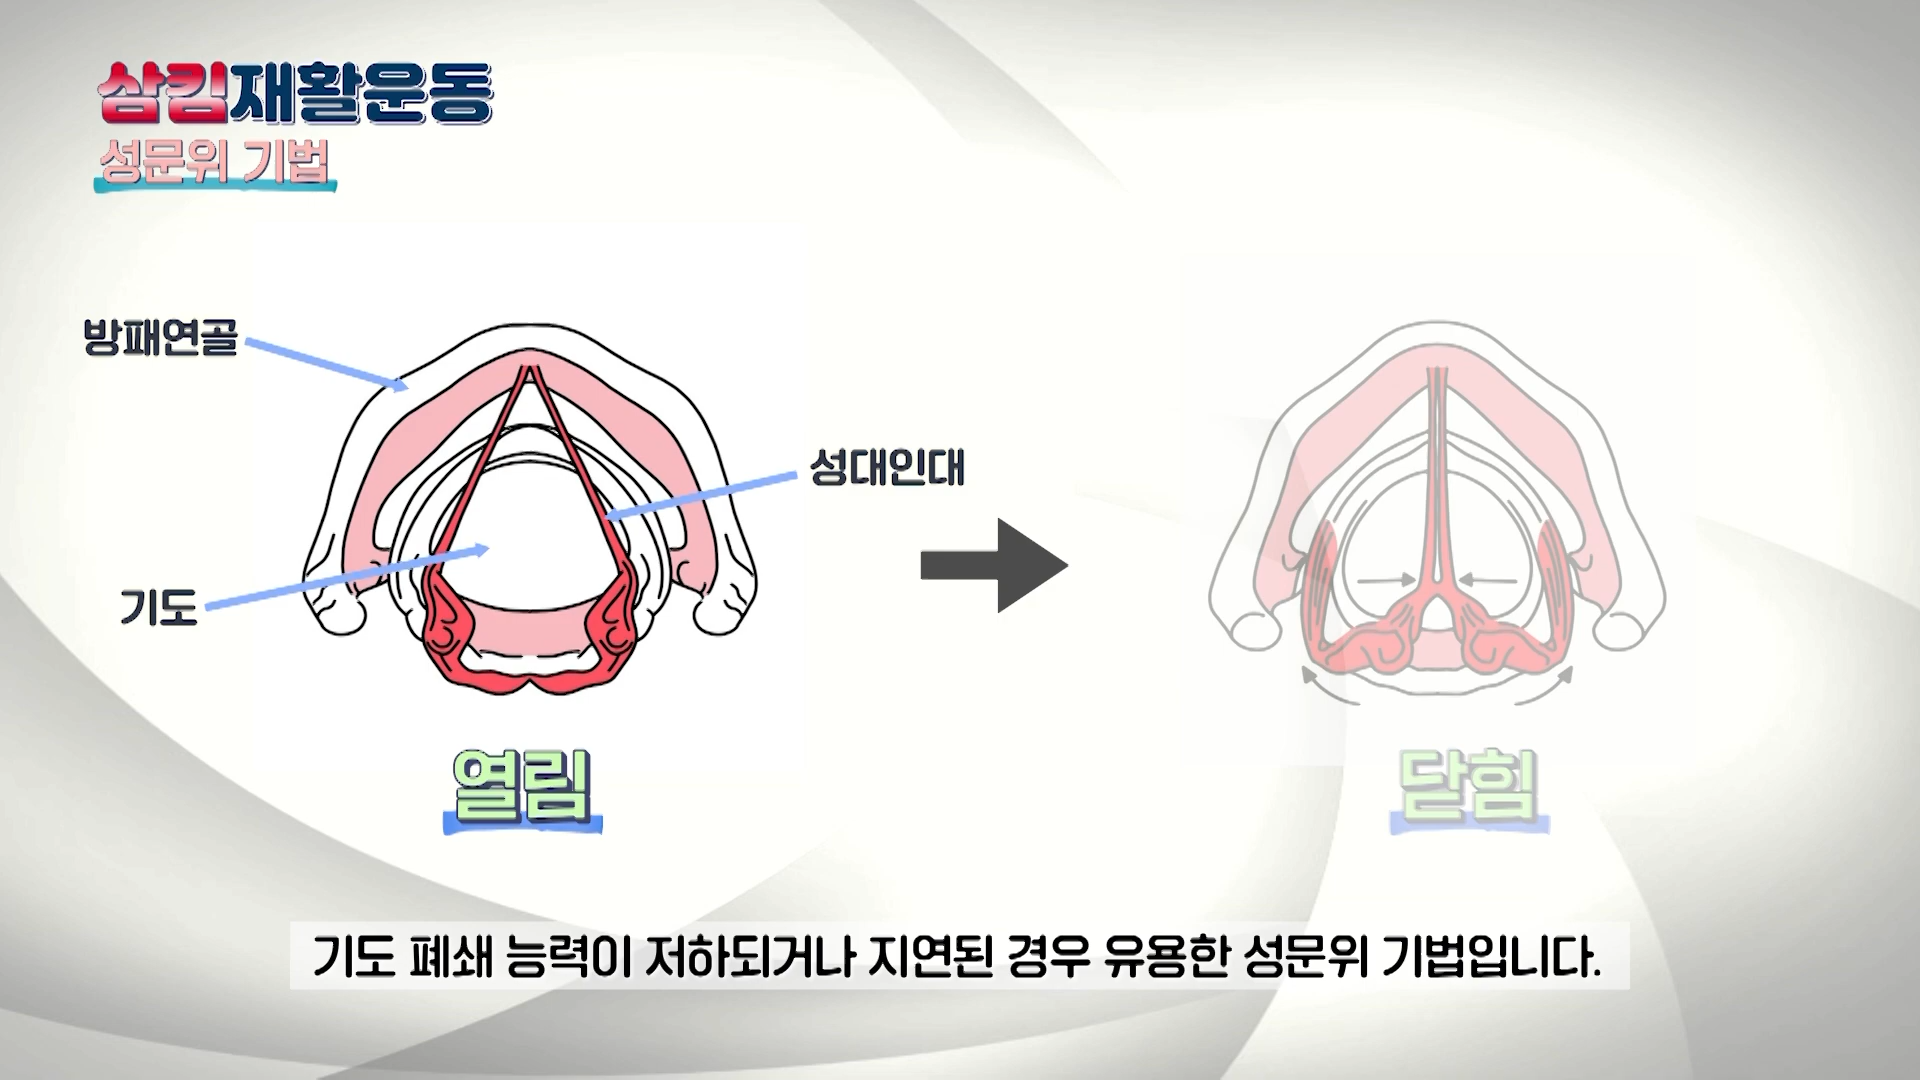 삼킴재활운동
성문위 기법
방패연골
성대인대
기도
열림
닫힘
기도 폐쇄 능력이 저하되거나 지연된 경우 유용한 성문위 기법입니다.